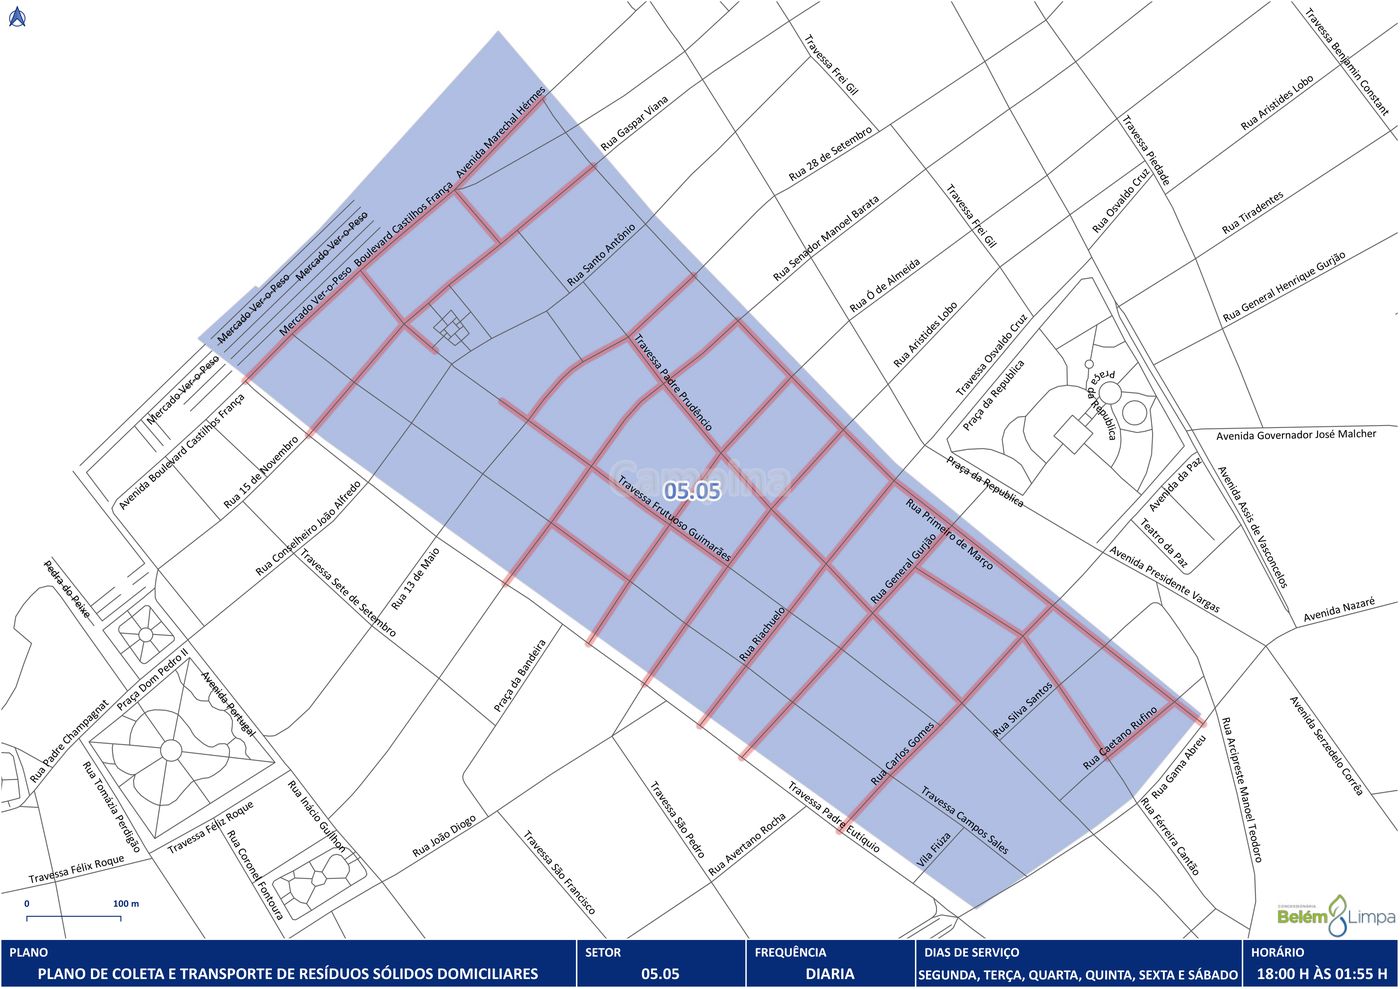 Travessa Benjamin Constant
Travessa Frei Gil
Rua Aristides Lobo
Avenida Marechal Hérmes
Rua Gaspar Viana
Travessa Piedade
Rua 28 de Setembro
Rua Osvaldo Cruz
Travessa Frei Gil
Rua Tiradentes
Rua Senador Manoel Barata
Boulevard Castilhos França
Mercado Ver-o-Peso
Rua Santo Antônio
Rua General Henrique Gurjão
Rua Ó de Almeida
Mercado Ver-o-Peso
Mercado Ver-o-Peso
Rua Aristides Lobo
Travessa Osvaldo Cruz
Praça da Republica
Praça
da Republica
Mercado Ver-o-Peso
Travessa Padre Prudêncio
Avenida Boulevard Castilhos França
Avenida Governador José Malcher
Rua 15 de Novembro
Praça da Republica
Avenida da Paz
Avenida Assis de Vasconcelos
Campina
05.05
Travessa Frutuoso Guimarães
Rua Primeiro de Março
Teatro da Paz
Rua Conselheiro João Alfredo
Rua 13 de Maio
Travessa Sete de Setembro
Rua General Gurjão
Avenida Presidente Vargas
Avenida Nazaré
Pedra do Peixe
Rua Riachuelo
Praça da Bandeira
Praça Dom Pedro II
Avenida Portugal
Rua Silva Santos
Rua Padre Champagnat
Rua Carlos Gomes
Rua Caetano Rufino
Rua Gama Abreu
Avenida Serzedelo Corrêa
Rua Arcipreste Manoel Teodoro
Rua Tomázia Perdigão
Rua Inácio Guilhon
Travessa Félix Roque
Rua Coronel Fontoura
Rua João Diogo
Travessa São Pedro
Travessa Padre Eutíquio
Travessa Campos Sales
Rua Avertano Rocha
Vila Fiúza
Rua Ferreira Cantão
Travessa São Francisco
Travessa Félix Roque
0 100 m
CONCESSIONÁRIA
Belém Limpa
PLANO
PLANO DE COLETA E TRANSPORTE DE RESÍDUOS SÓLIDOS DOMICILIARES
SETOR
05.05
FREQUÊNCIA
DIARIA
DIAS DE SERVIÇO
SEGUNDA, TERÇA, QUARTA, QUINTA, SEXTA E SÁBADO
HORÁRIO
18:00 H ÀS 01:55 H